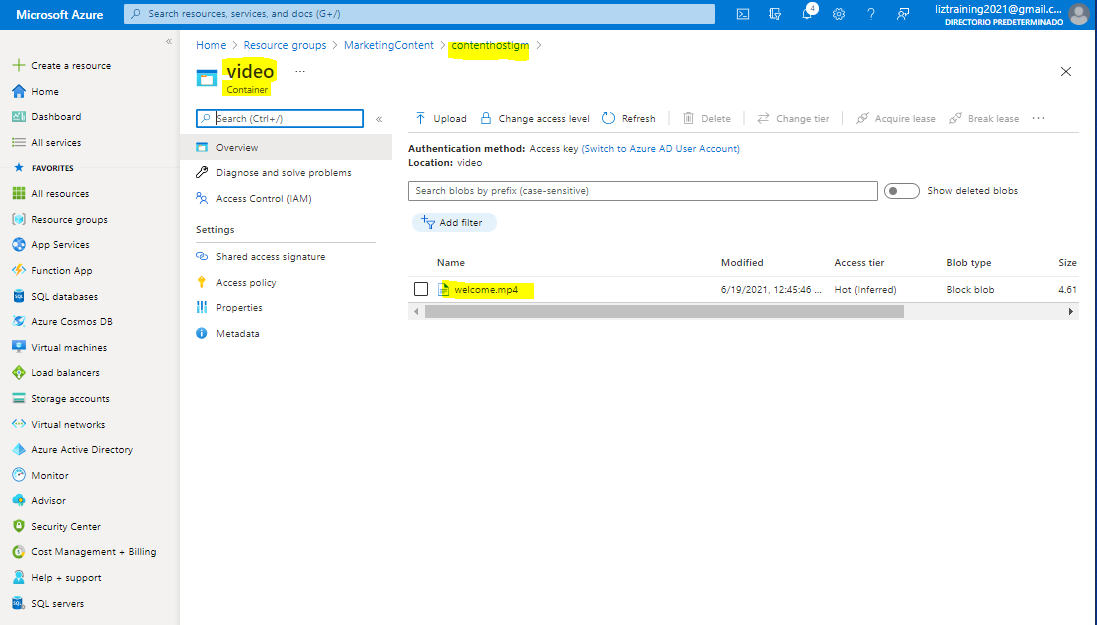 Microsoft Azure
Search resources, services, and docs (G+/)
4
liztraining2021@gmail.c...
DIRECTORIO PREDETERMINADO
«
Create a resource
Home
Dashboard
All services
FAVORITES
All resources
Resource groups
App Services
Function App
SQL databases
Azure Cosmos DB
Virtual machines
Load balancers
Storage accounts
Virtual networks
Azure Active Directory
Monitor
Advisor
Security Center
Cost Management + Billing
Help + support
SQL servers
Home > Resource groups > MarketingContent > contenthostlgm >
video ...
Container
Search (Ctrl+/)
«
Overview
Diagnose and solve problems
Access Control (IAM)
Settings
Shared access signature
Access policy
Properties
Metadata
Upload Change access level Refresh Delete Change tier Acquire lease Break lease ...
Authentication method: Access key (Switch to Azure AD User Account)
Location: video
Search blobs by prefix (case-sensitive)
Show deleted blobs
Add filter
Name Modified Access tier Blob type Size
welcome.mp4 6/19/2021, 12:45:46 ... Hot (Inferred) Block blob 4.61